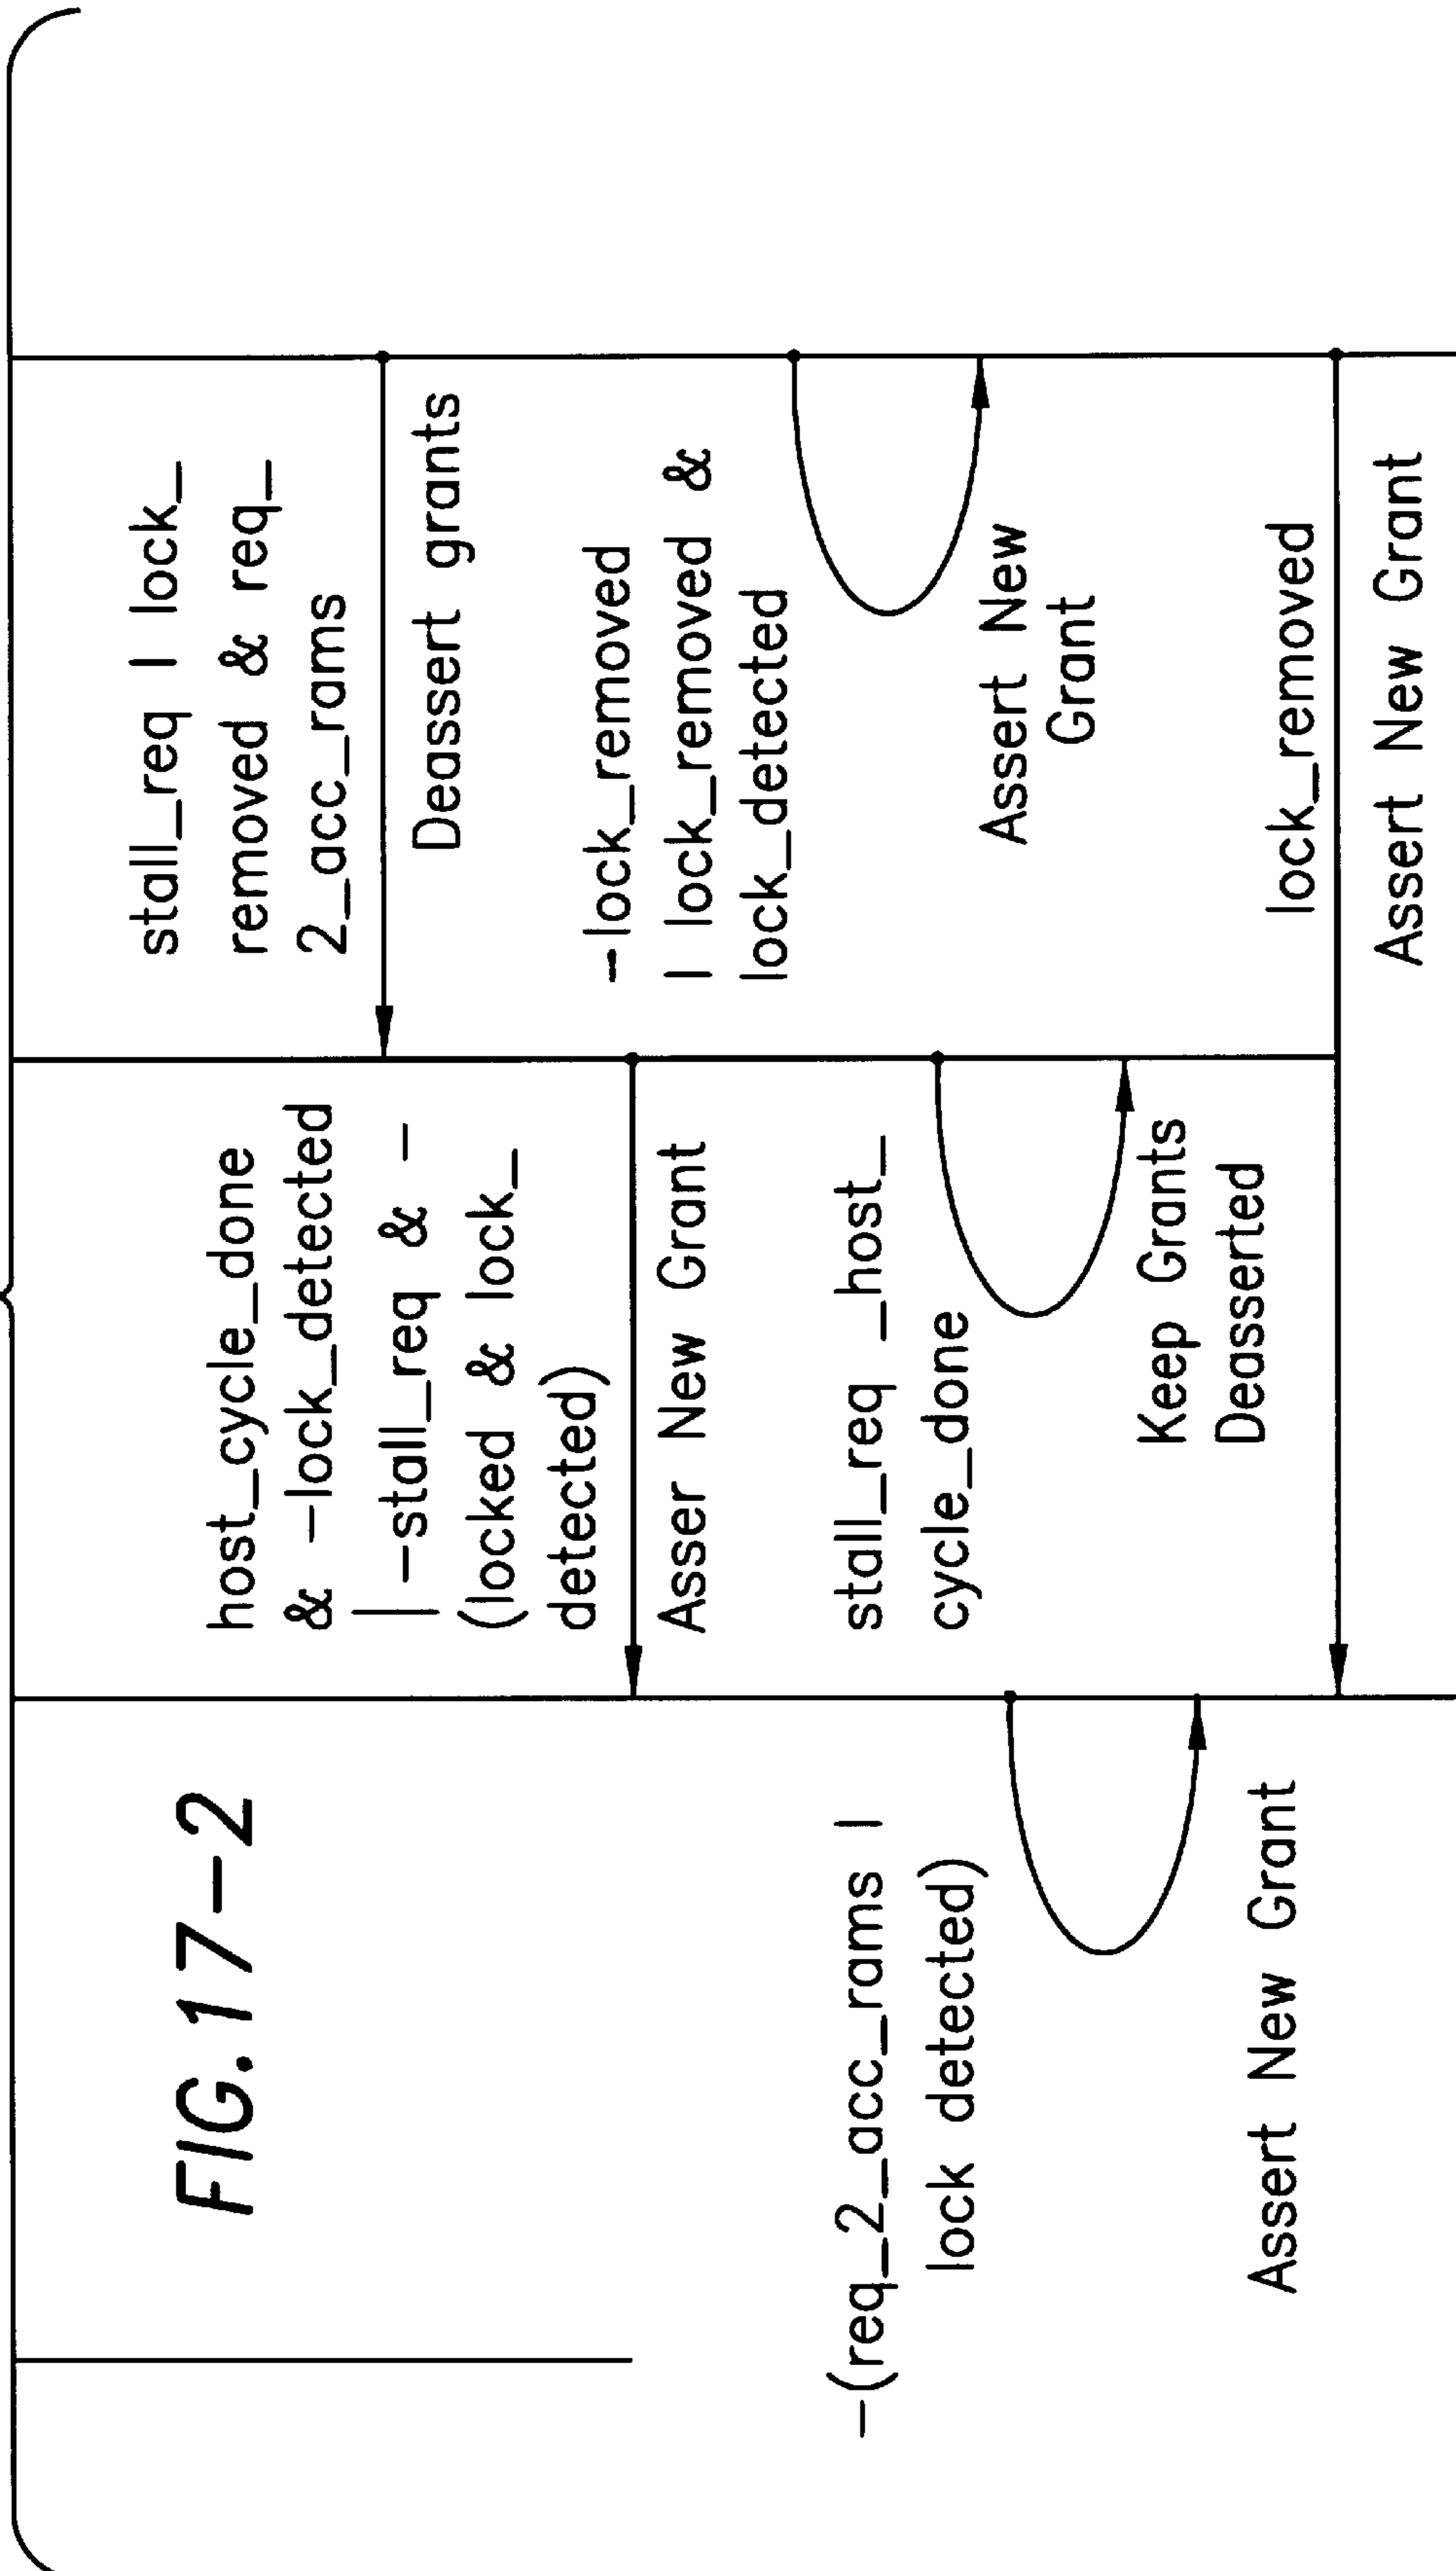 FIG.17-2
-(req_2_acc_rams |
lock detected)
Assert New Grant
host_cycle_done
& -lock_detected
|-stall_req & -
(locked & lock_
detected)
Asser New Grant
stall_req _host_
cycle_done
Keep Grants
Deasserted
stall_req | lock_
removed & req_
2_acc_rams
Deassert grants
-lock_removed
| lock_removed &
lock_detected
Assert New
Grant
lock_removed
Assert New Grant